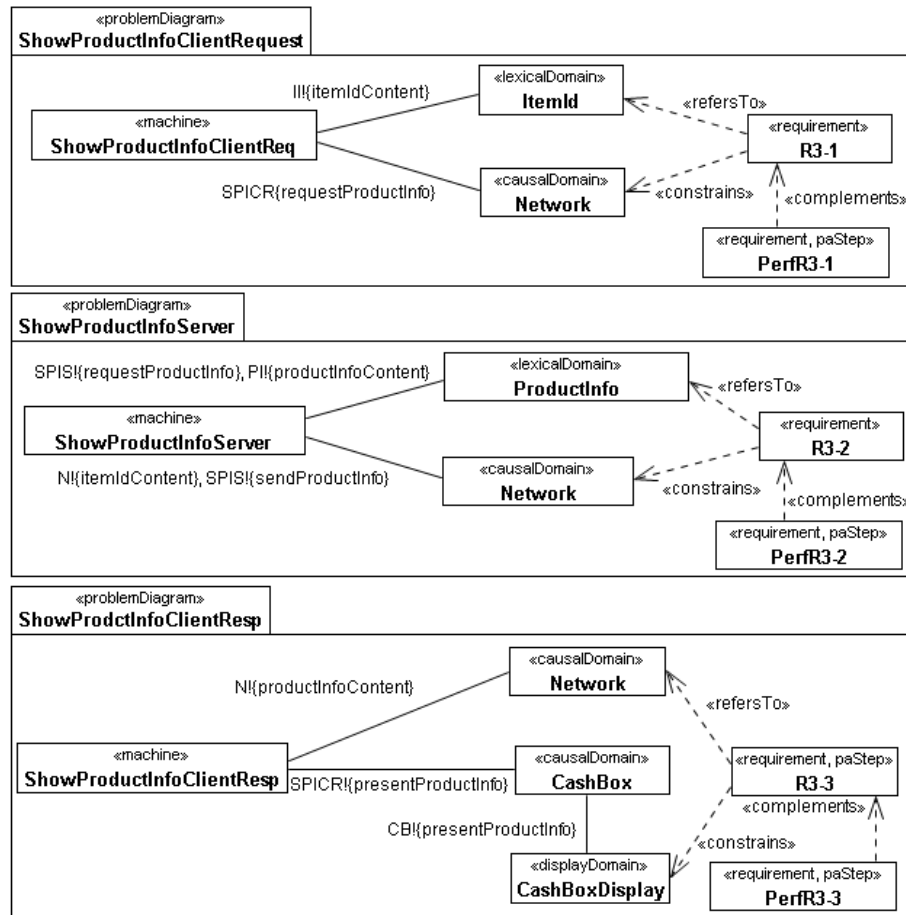 «problemDiagram»
ShowProductInfoClientRequest
«lexicalDomain»
ItemId
II!{itemIdContent}
«refersTo»
«machine»
ShowProductInfoClientReq
«requirement»
R3-1
SPICR{requestProductInfo}
«causalDomain»
Network
«constrains»
«complements»
«requirement, paStep»
PerfR3-1
«problemDiagram»
ShowProductInfoServer
SPIS!{requestProductInfo}, PI!{productInfoContent}
«lexicalDomain»
ProductInfo
«refersTo»
«machine»
ShowProductInfoServer
«requirement»
R3-2
N!{itemIdContent}, SPIS!{sendProductInfo}
«causalDomain»
Network
«constrains»
«complements»
«requirement, paStep»
PerfR3-2
«problemDiagram»
ShowProdctInfoClientResp
N!{productInfoContent}
«causalDomain»
Network
«refersTo»
«machine»
ShowProductInfoClientResp
SPICR!{presentProductInfo}
«causalDomain»
CashBox
«requirement, paStep»
R3-3
«complements»
CB!{presentProductInfo}
«constrains»
«displayDomain»
CashBoxDisplay
«requirement, paStep»
PerfR3-3